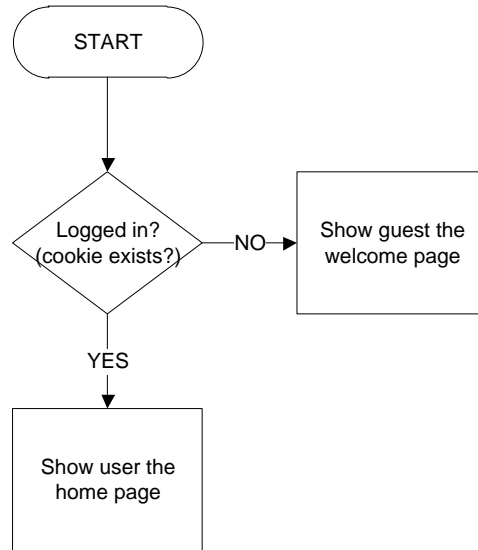 START
Logged in?
(cookie exists?)
NO
Show guest the
welcome page
YES
Show user the
home page